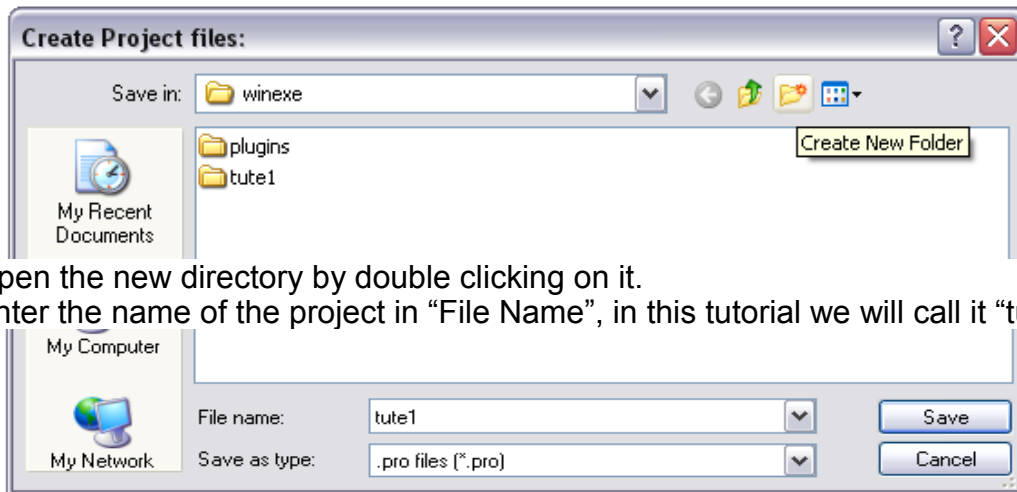 Create Project files:
Save in: winexe
Create New Folder
plugins
tute1
My Recent
Documents
pen the new directory by double clicking on it.
nter the name of the project in “File Name”, in this tutorial we will call it “t
My Computer
File name: tute1 Save
My Network Save as type: .pro files (*.pro) Cancel